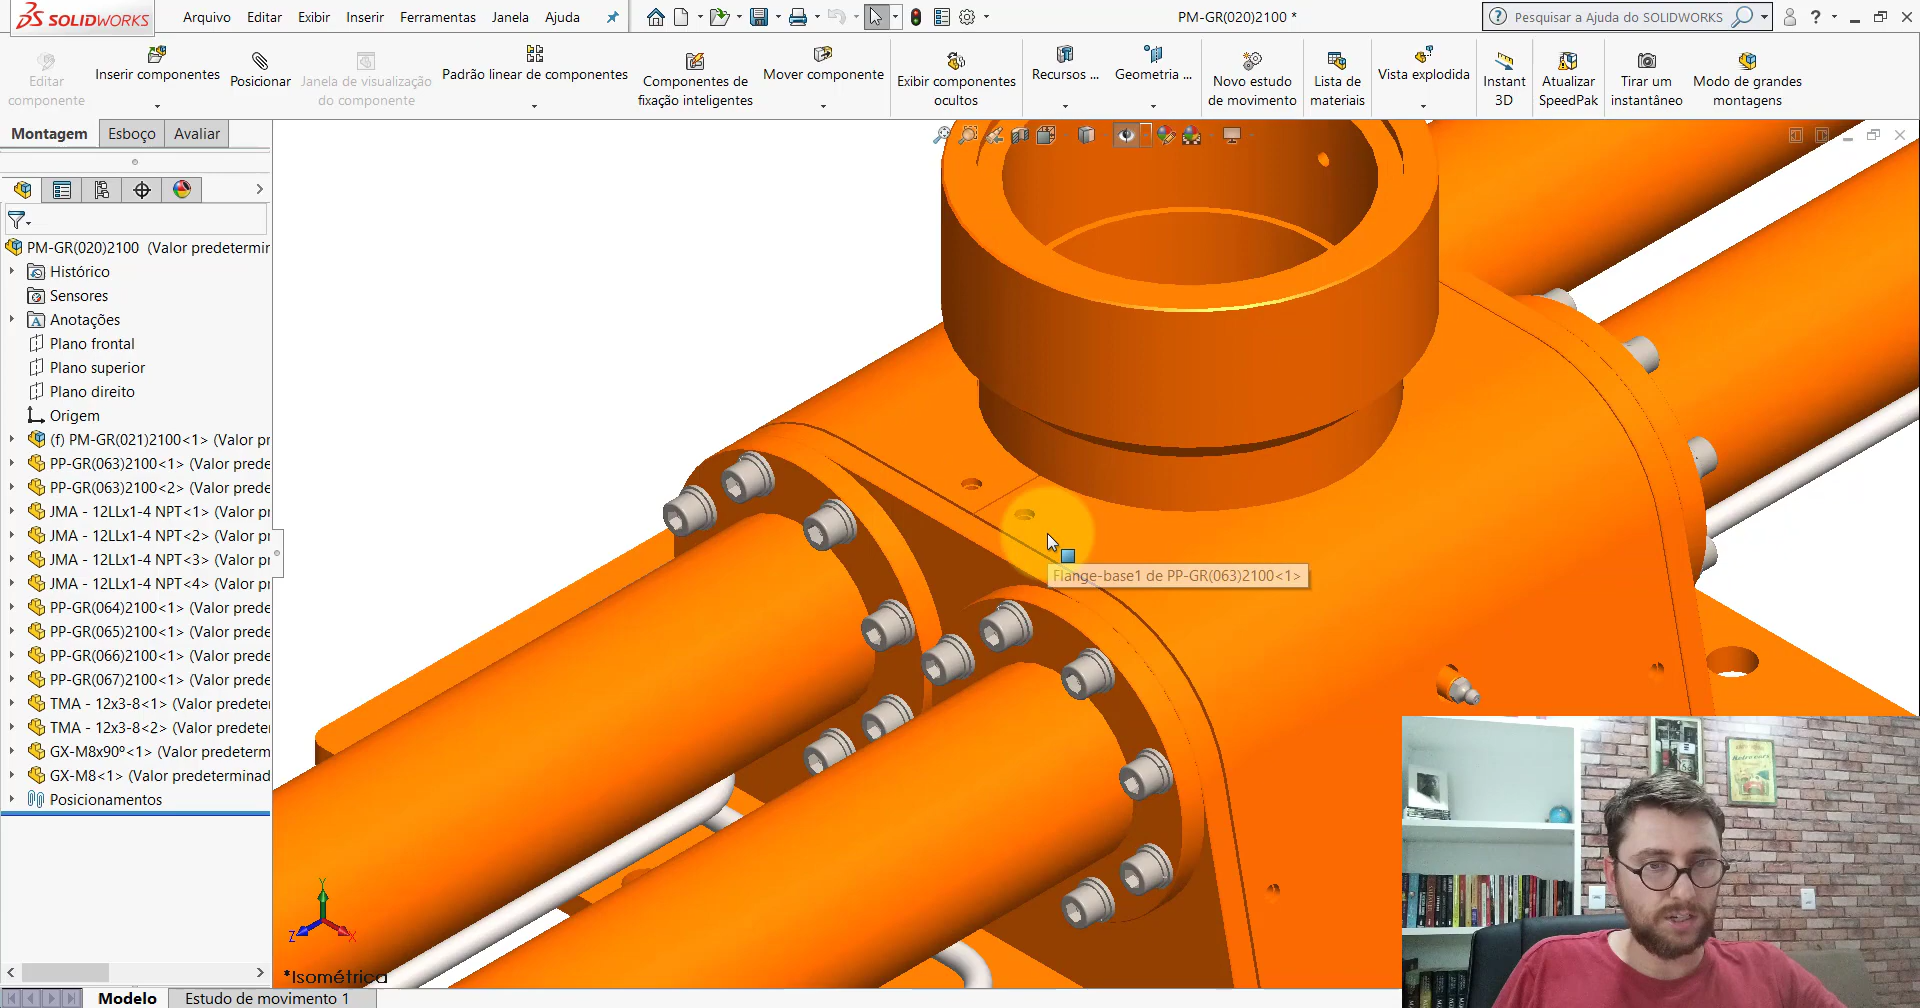 SOLIDWORKS
Arquivo Editar Exibir Inserir Ferramentas Janela Ajuda
PM-GR(020)2100 *
Pesquisar a Ajuda do SOLIDWORKS
?
Editar componente
Inserir componentes
Posicionar
Janela de visualização do componente
Padrão linear de componentes
Componentes de fixação inteligentes
Mover componente
Exibir componentes ocultos
Recursos ...
Geometria ...
Novo estudo de movimento
Lista de materiais
Vista explodida
Instant 3D
Atualizar SpeedPak
Tirar um instantâneo
Modo de grandes montagens
Montagem Esboço Avaliar
PM-GR(020)2100 (Valor predetermir
Histórico
Sensores
Anotações
Plano frontal
Plano superior
Plano direito
Origem
(f) PM-GR(021)2100<1> (Valor pr
PP-GR(063)2100<1> (Valor prede
PP-GR(063)2100<2> (Valor prede
JMA - 12LLx1-4 NPT<1> (Valor pr
JMA - 12LLx1-4 NPT<2> (Valor pr
JMA - 12LLx1-4 NPT<3> (Valor pr
JMA - 12LLx1-4 NPT<4> (Valor pr
PP-GR(064)2100<1> (Valor prede
PP-GR(065)2100<1> (Valor prede
PP-GR(066)2100<1> (Valor prede
PP-GR(067)2100<1> (Valor prede
TMA - 12x3-8<1> (Valor predeter
TMA - 12x3-8<2> (Valor predeter
GX-M8x90º<1> (Valor predeterm
GX-M8<1> (Valor predeterminad
Posicionamentos
Flange-base1 de PP-GR(063)2100<1>
Y
Z
X
*Isométrica
Modelo Estudo de movimento 1